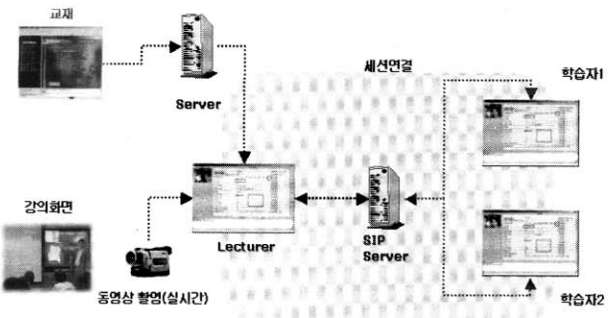 교재
Server
세션연결
학습자1
강의화면
Lecturer
SIP
Server
동영상 촬영(실시간)
학습자2